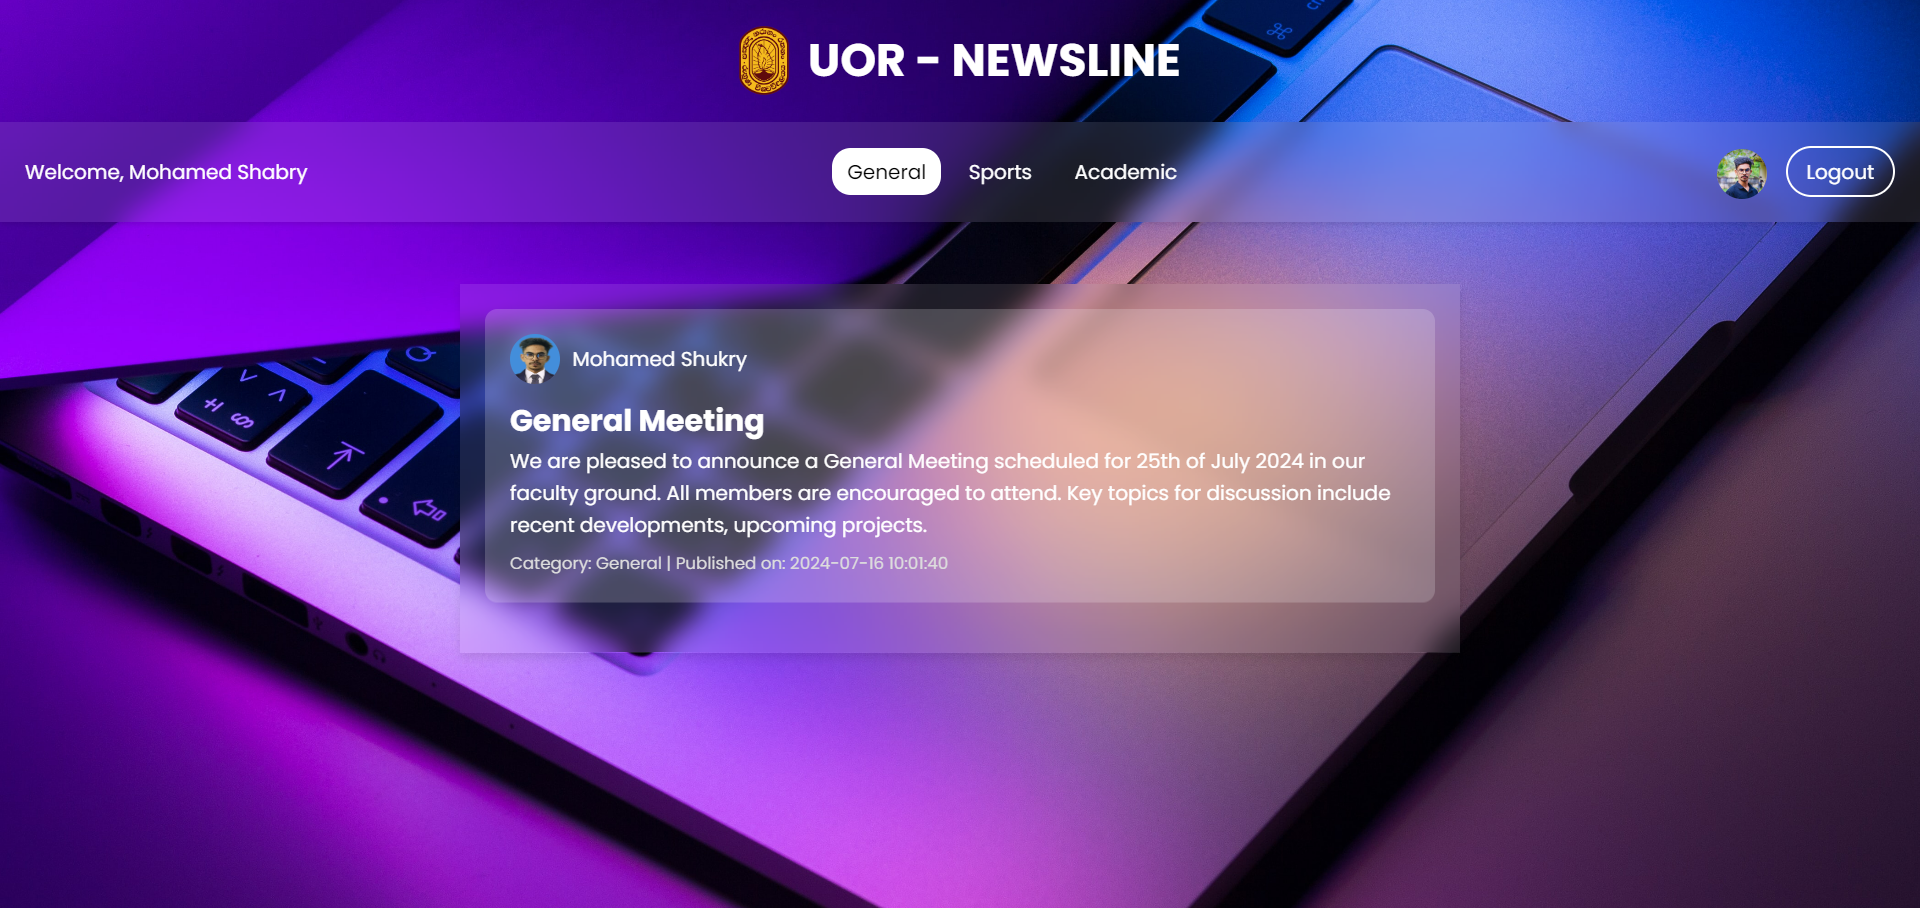 UOR - NEWSLINE
Welcome, Mohamed Shabry
General
Sports
Academic
Logout
Mohamed Shukry
General Meeting
We are pleased to announce a General Meeting scheduled for 25th of July 2024 in our
faculty ground. All members are encouraged to attend. Key topics for discussion include
recent developments, upcoming projects.
Category: General | Published on: 2024-07-16 10:01:40